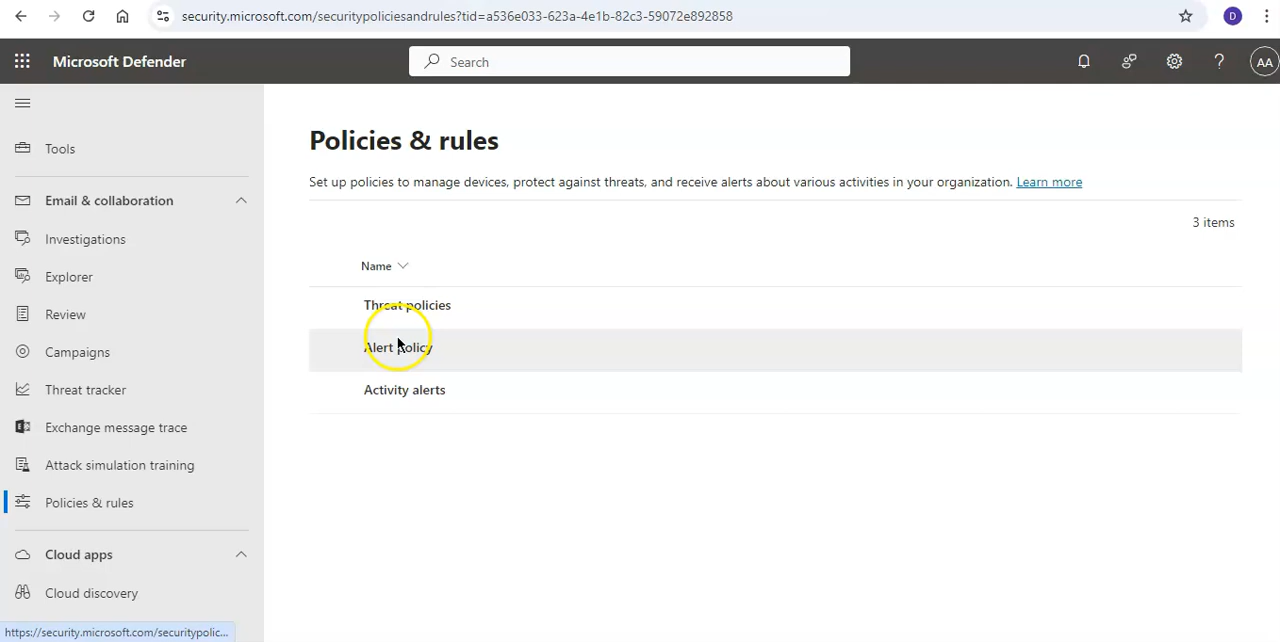 security.microsoft.com/securitypoliciesandrules?tid=a536e033-623a-4e1b-82c3-59072e892858
D
Microsoft Defender
Search
AA
Tools
Email & collaboration
Investigations
Explorer
Review
Campaigns
Threat tracker
Exchange message trace
Attack simulation training
Policies & rules
Cloud apps
Cloud discovery
Policies & rules
Set up policies to manage devices, protect against threats, and receive alerts about various activities in your organization. Learn more
3 items
Name
Threat policies
Alert policy
Activity alerts
https://security.microsoft.com/securitypolic...